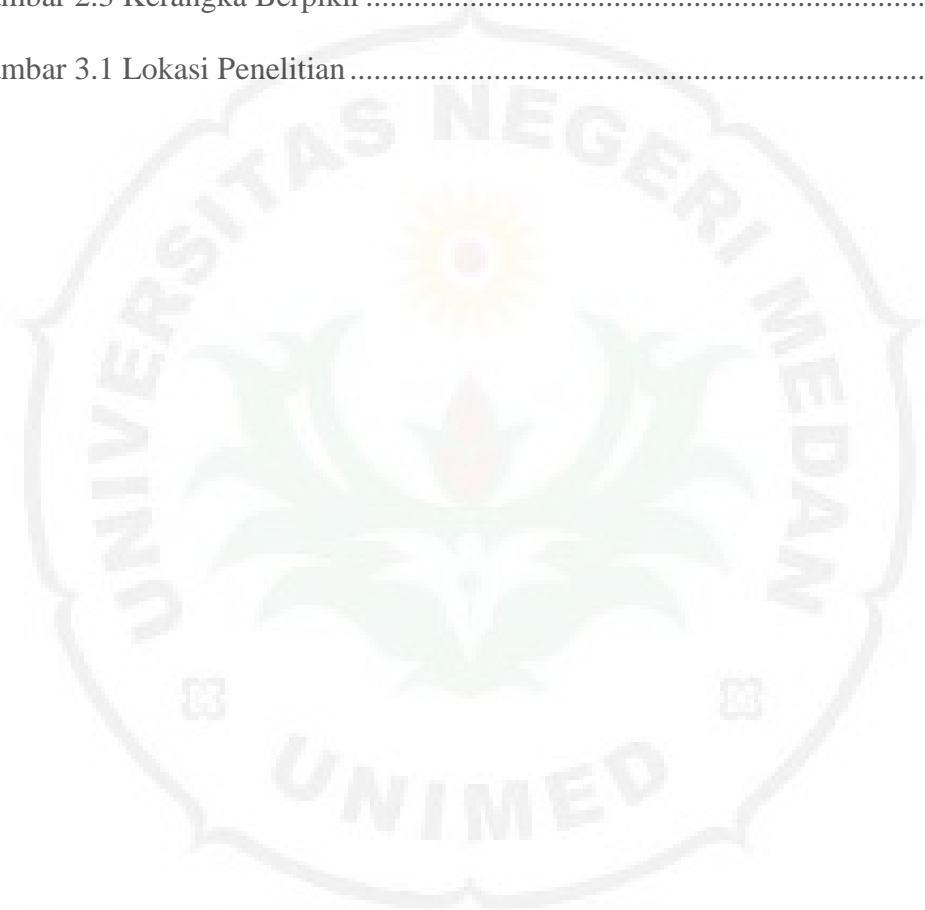 mbar 2.3 Kerangka Berpikir ............................................................
mbar 3.1 Lokasi Penelitian ............................................................
UNIVERSITAS NEGERI MEDAN
UNIMED